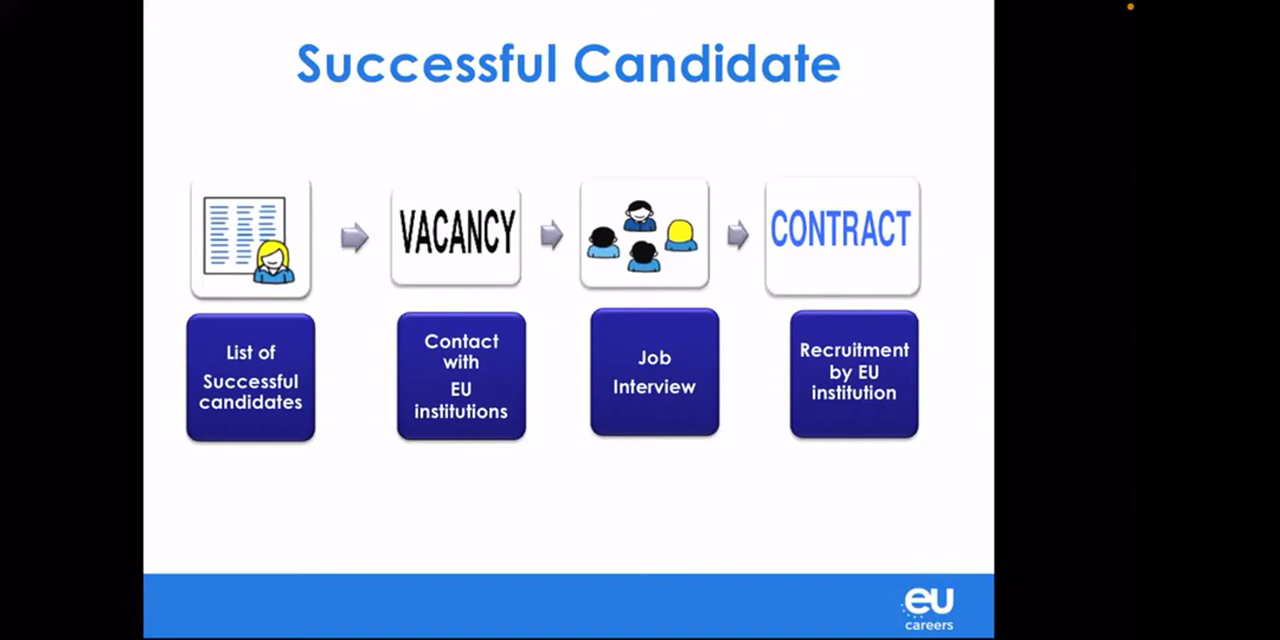 Successful Candidate
VACANCY
CONTRACT
List of
Successful
candidates
Contact
with
EU
institutions
Job
Interview
Recruitment
by EU
institution
eu
careers